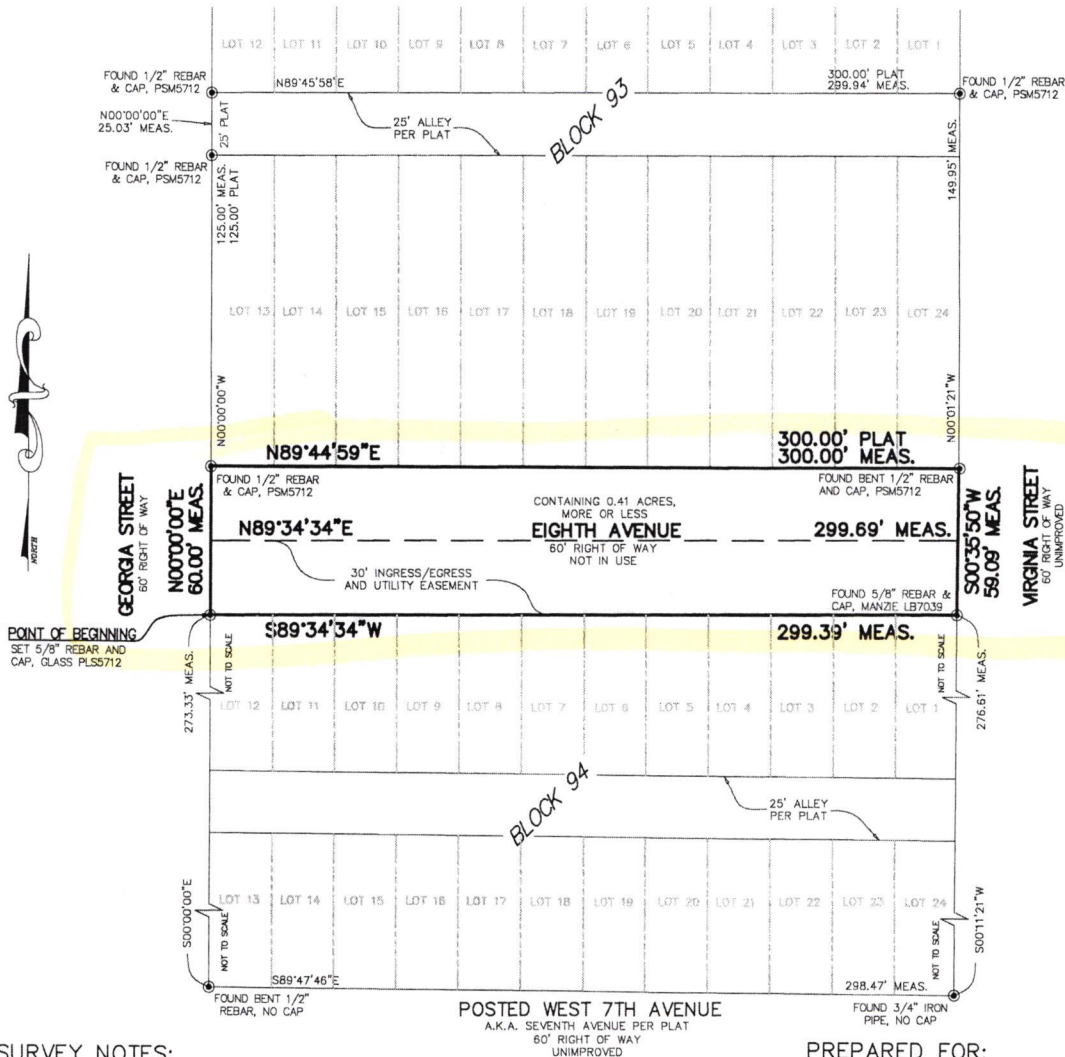 LOT 12 LOT 11 LOT 10 LOT 9 LOT 8 LOT 7 LOT 6 LOT 5 LOT 4 LOT 3 LOT 2 LOT 1
FOUND 1/2" REBAR
& CAP, PSM5712
N89°45'58"E
300.00' PLAT
299.94' MEAS.
FOUND 1/2" REBAR
& CAP, PSM5712
N00°00'00"E
25.03' MEAS.
25' PLAT
25' ALLEY
PER PLAT
BLOCK 93
FOUND 1/2" REBAR
& CAP, PSM5712
125.00' MEAS.
125.00' PLAT
149.95' MEAS.
LOT 13 LOT 14 LOT 15 LOT 16 LOT 17 LOT 18 LOT 19 LOT 20 LOT 21 LOT 22 LOT 23 LOT 24
N00°00'00"W
N00°01'21"W
NORTH
N89°44'59"E
300.00' PLAT
300.00' MEAS.
FOUND 1/2" REBAR
& CAP, PSM5712
FOUND BENT 1/2" REBAR
AND CAP, PSM5712
GEORGIA STREET
60' RIGHT OF WAY
N00°00'00"E
60.00' MEAS.
CONTAINING 0.41 ACRES,
MORE OR LESS
N89°34'34"E
EIGHTH AVENUE
299.69' MEAS.
60' RIGHT OF WAY
NOT IN USE
S00°35'50"W
59.09' MEAS.
VIRGINIA STREET
60' RIGHT OF WAY
UNIMPROVED
30' INGRESS/EGRESS
AND UTILITY EASEMENT
FOUND 5/8" REBAR &
CAP, MANZIE LB7039
POINT OF BEGINNING
SET 5/8" REBAR AND
CAP, GLASS PLS5712
S89°34'34"W
299.39' MEAS.
273.33' MEAS.
NOT TO SCALE
NOT TO SCALE
276.61' MEAS.
LOT 12 LOT 11 LOT 10 LOT 9 LOT 8 LOT 7 LOT 6 LOT 5 LOT 4 LOT 3 LOT 2 LOT 1
BLOCK 94
25' ALLEY
PER PLAT
LOT 13 LOT 14 LOT 15 LOT 16 LOT 17 LOT 18 LOT 19 LOT 20 LOT 21 LOT 22 LOT 23 LOT 24
S00°00'00"E
NOT TO SCALE
NOT TO SCALE
S00°11'21"W
S89°47'46"E
298.47' MEAS.
FOUND BENT 1/2"
REBAR, NO CAP
POSTED WEST 7TH AVENUE
A.K.A. SEVENTH AVENUE PER PLAT
60' RIGHT OF WAY
UNIMPROVED
FOUND 3/4" IRON
PIPE, NO CAP
SURVEY NOTES:
PREPARED FOR: